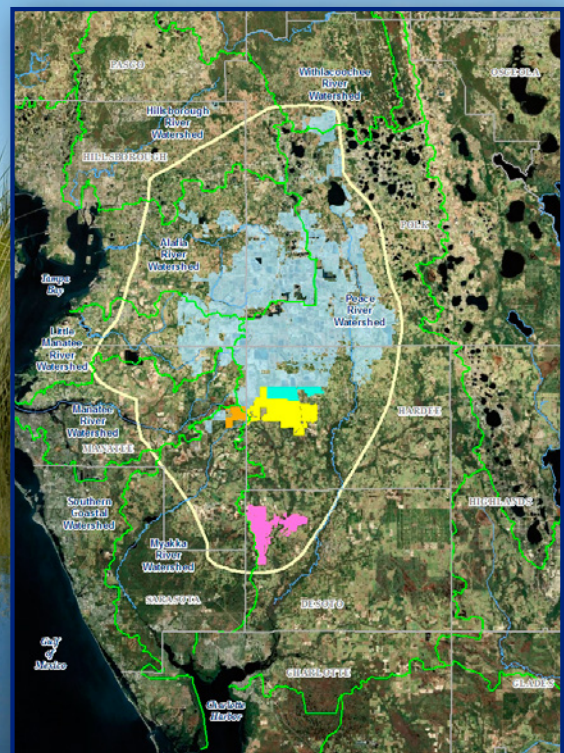 PASCO
OSCEOLA
Withlacoochee
River
Watershed
Hillsborough
River
Watershed
HILLSBOROUGH
POLK
Alafia
River
Watershed
Tampa
Bay
Peace
River
Watershed
Little
Manatee
River
Watershed
Manatee
River
Watershed
HARDEE
MANATEE
Southern
Coastal
Watershed
HIGHLANDS
Myakka
River
Watershed
SARASOTA
DESOTO
Gulf
of
Mexico
CHARLOTTE
GLADES
Charlotte
Harbor